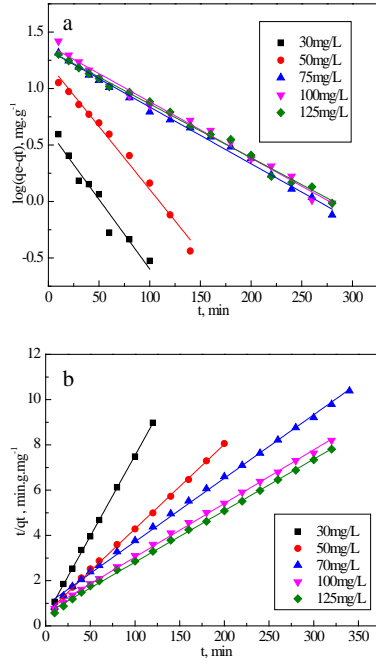 a
30mg/L
50mg/L
75mg/L
100mg/L
125mg/L
1.5
1.0
0.5
0.0
-0.5
log(qe-qt), mg.g-1
0 50 100 150 200 250 300
t, min
b
12
10
8
6
4
2
0
t/qt, min.g.mg-1
30mg/L
50mg/L
70mg/L
100mg/L
125mg/L
0 50 100 150 200 250 300 350
t, min